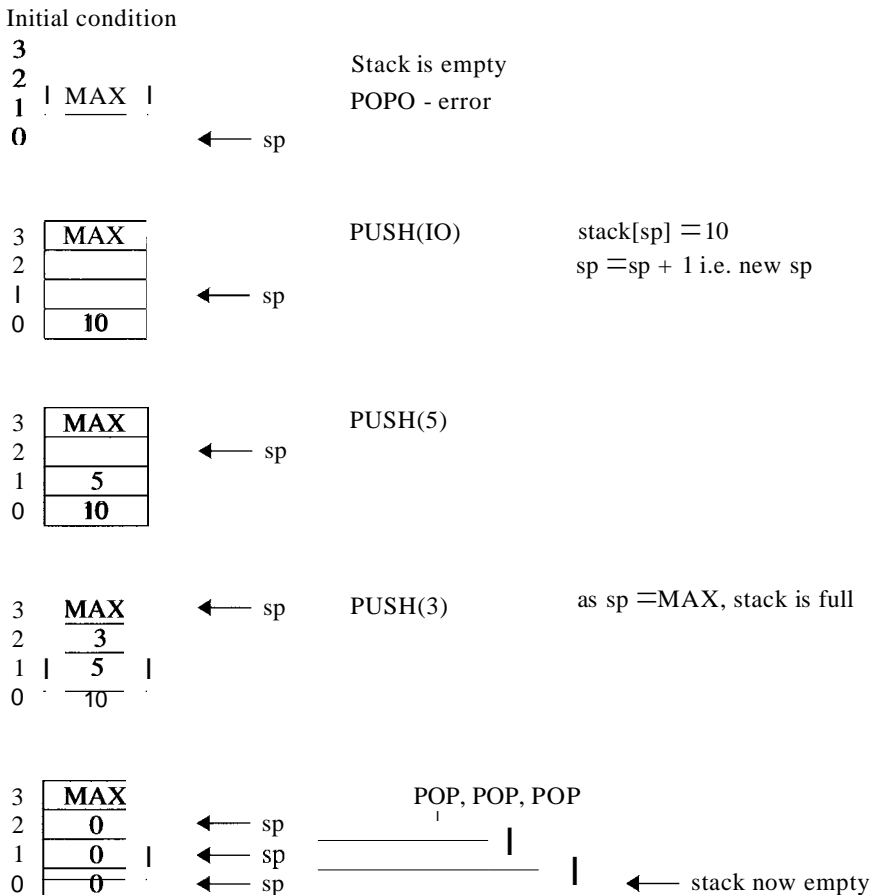 Initial condition
3
2 Stack is empty
1 | MAX | POPO - error
0 sp
3 MAX PUSH(IO) stack[sp] =10
2 sp =sp + 1 i.e. new sp
I sp
0 10
3 MAX PUSH(5)
2 sp
1 5
0 10
3 MAX sp PUSH(3) as sp =MAX, stack is full
2 3
1 | 5 |
0 10
3 MAX POP, POP, POP
2 0 sp
1 0 | sp
0 0 sp stack now empty